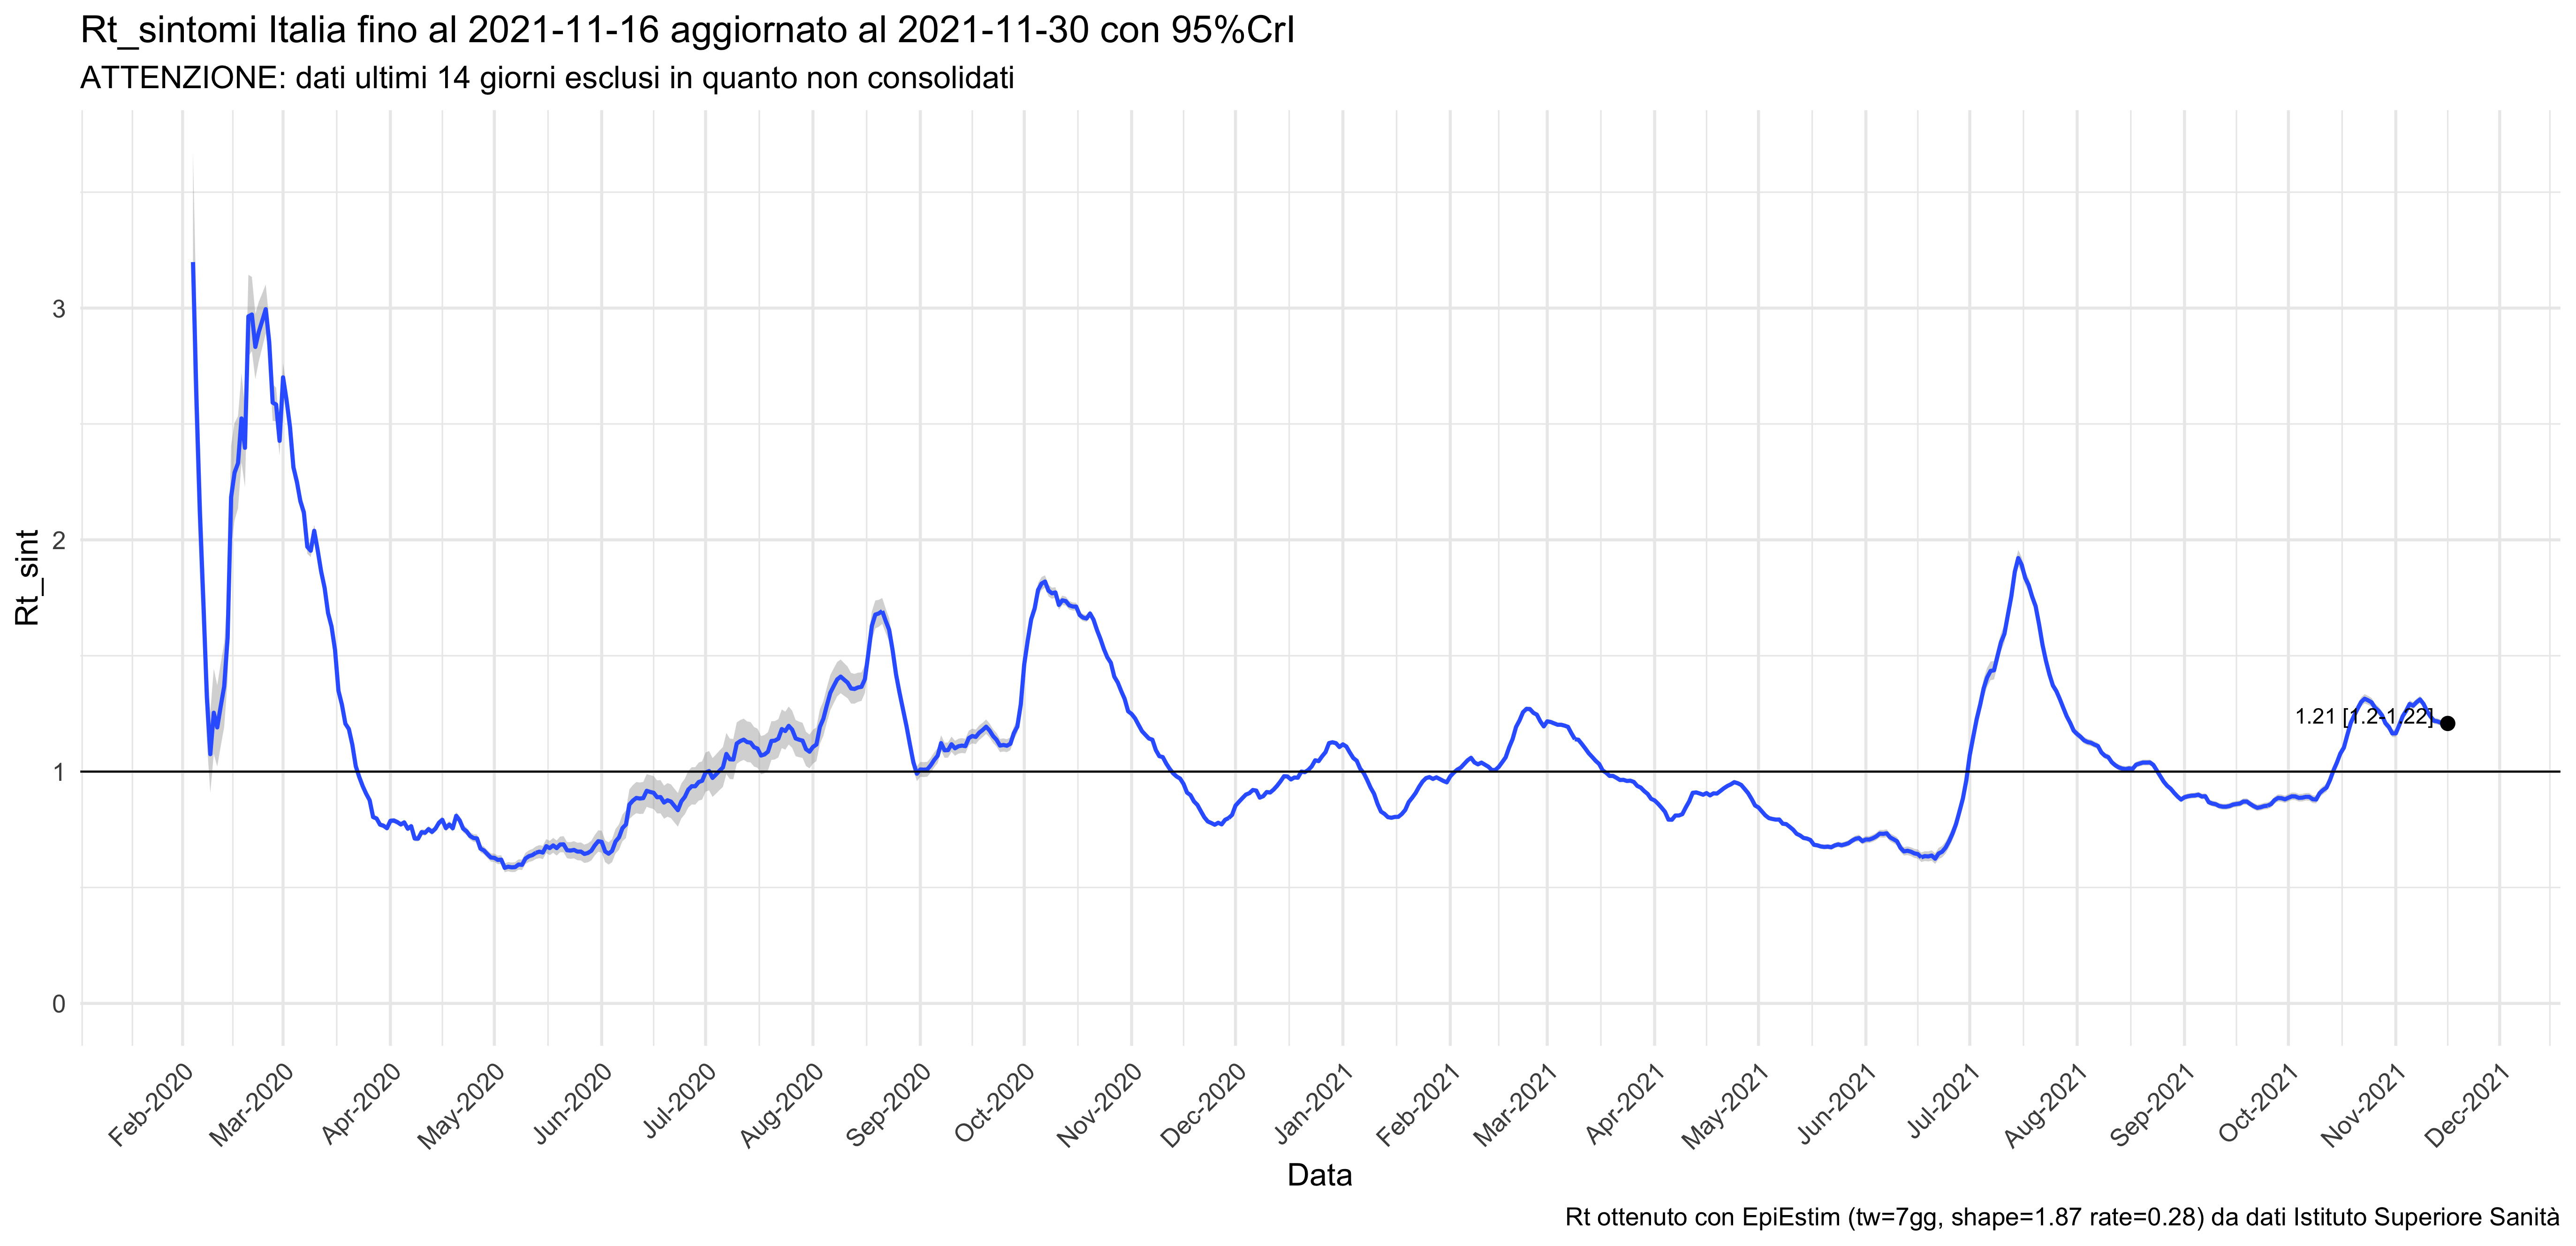 Rt_sintomi Italia fino al 2021-11-16 aggiornato al 2021-11-30 con 95%CrI
ATTENZIONE: dati ultimi 14 giorni esclusi in quanto non consolidati
Rt_sint
3
2
1
0
1.21 [1.2-1.22]
Feb-2020
Mar-2020
Apr-2020
May-2020
Jun-2020
Jul-2020
Aug-2020
Sep-2020
Oct-2020
Nov-2020
Dec-2020
Jan-2021
Feb-2021
Mar-2021
Apr-2021
May-2021
Jun-2021
Jul-2021
Aug-2021
Sep-2021
Oct-2021
Nov-2021
Dec-2021
Data
Rt ottenuto con EpiEstim (tw=7gg, shape=1.87 rate=0.28) da dati Istituto Superiore Sanità